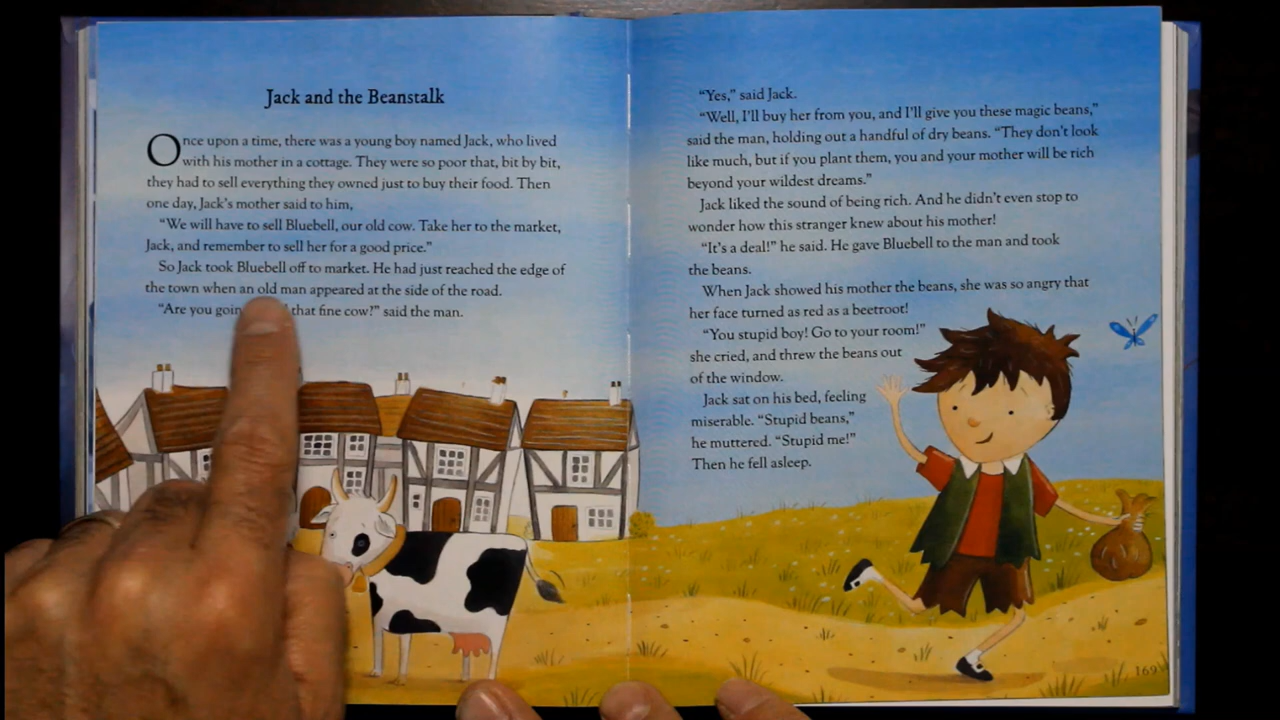 Jack and the Beanstalk
Once upon a time, there was a young boy named Jack, who lived
with his mother in a cottage. They were so poor that, bit by bit,
they had to sell everything they owned just to buy their food. Then
one day, Jack's mother said to him,
"We will have to sell Bluebell, our old cow. Take her to the market,
Jack, and remember to sell her for a good price."
So Jack took Bluebell off to market. He had just reached the edge of
the town when an old man appeared at the side of the road.
"Are you goin that fine cow?" said the man.
"Yes," said Jack.
"Well, I'll buy her from you, and I'll give you these magic beans,"
said the man, holding out a handful of dry beans. "They don't look
like much, but if you plant them, you and your mother will be rich
beyond your wildest dreams."
Jack liked the sound of being rich. And he didn't even stop to
wonder how this stranger knew about his mother!
"It's a deal!" he said. He gave Bluebell to the man and took
the beans.
When Jack showed his mother the beans, she was so angry that
her face turned as red as a beetroot!
"You stupid boy! Go to your room!"
she cried, and threw the beans out
of the window.
Jack sat on his bed, feeling
miserable. "Stupid beans,"
he muttered. "Stupid me!"
Then he fell asleep.
169